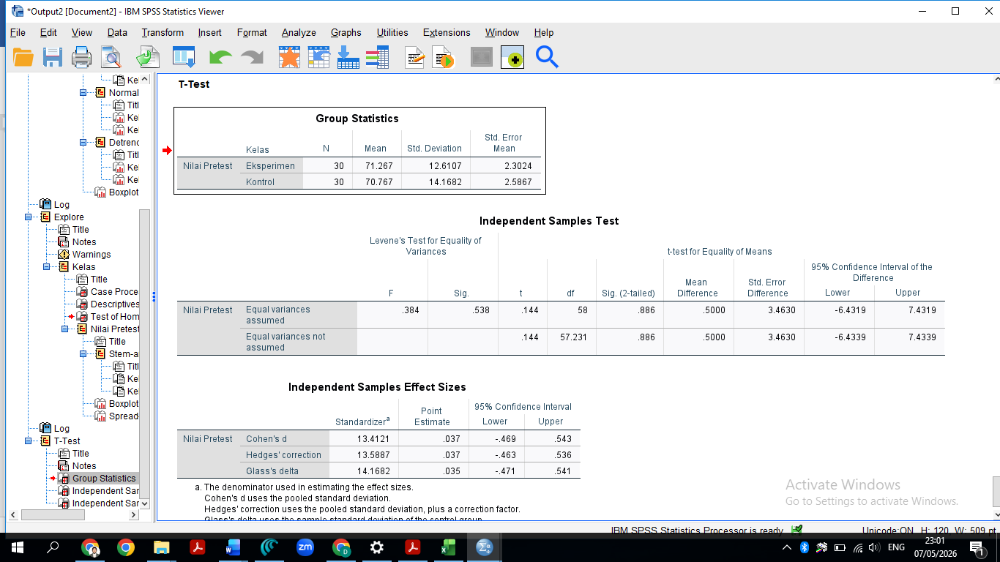 *Output2 [Document2] - IBM SPSS Statistics Viewer
File Edit View Data Transform Insert Format Analyze Graphs Utilities Extensions Window Help
Ke
Normal
Titl
Ke
Ke
Detrend
Titl
Ke
Ke
Boxplot
Log
Explore
Title
Notes
Warnings
Kelas
Title
Case Proce
Descriptives
Test of Hom
Nilai Pretest
Title
Stem-a
Titl
Ke
Ke
Boxplot
Spread
Log
T-Test
Title
Notes
Group Statistics
Independent Sar
Independent Sar
T-Test
Group Statistics
Kelas N Mean Std. Deviation Std. Error Mean
Nilai Pretest Eksperimen 30 71.267 12.6107 2.3024
Kontrol 30 70.767 14.1682 2.5867
Independent Samples Test
Levene's Test for Equality of Variances t-test for Equality of Means
95% Confidence Interval of the Difference
F Sig. t df Sig. (2-tailed) Mean Difference Std. Error Difference Lower Upper
Nilai Pretest Equal variances assumed .384 .538 .144 58 .886 .5000 3.4630 -6.4319 7.4319
Equal variances not assumed .144 57.231 .886 .5000 3.4630 -6.4339 7.4339
Independent Samples Effect Sizes
Standardizerᵃ Point Estimate 95% Confidence Interval
Lower Upper
Nilai Pretest Cohen's d 13.4121 .037 -.469 .543
Hedges' correction 13.5887 .037 -.463 .536
Glass's delta 14.1682 .035 -.471 .541
a. The denominator used in estimating the effect sizes.
Cohen's d uses the pooled standard deviation.
Hedges' correction uses the pooled standard deviation, plus a correction factor.
Glass's delta uses the sample standard deviation of the control group.
Activate Windows
Go to Settings to activate Windows.
IBM SPSS Statistics Processor is ready Unicode:ON H: 120, W: 509 pt
zm
ENG
23:01
07/05/2026
1